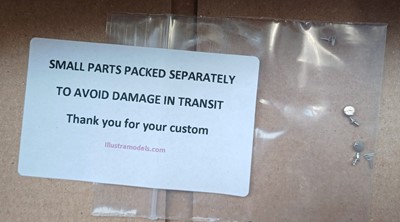 SMALL PARTS PACKED SEPARATELY
TO AVOID DAMAGE IN TRANSIT
Thank you for your custom
illustramodels.com